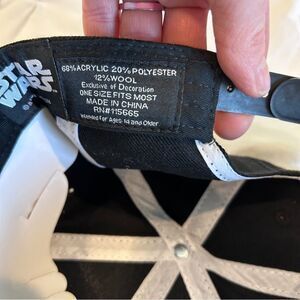 STAR
WARS
68% ACRYLIC 20% POLYESTER
12% WOOL
Exclusive of Decoration
ONE SIZE FITS MOST
MADE IN CHINA
RN#115665
Intended For Ages 14 and Older